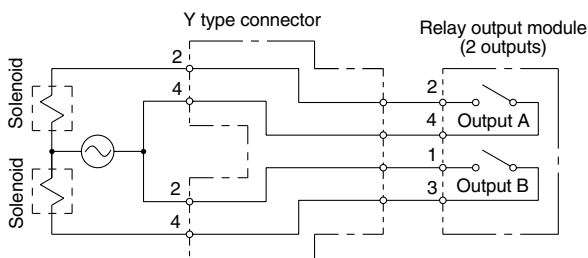 Y type connector
Relay output module
(2 outputs)
Solenoid
Solenoid
2
4
2
4
2
4
Output A
1
3
Output B